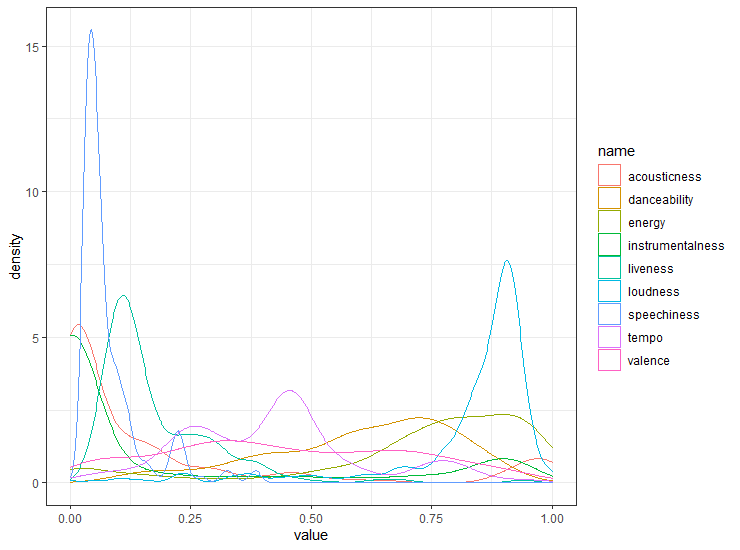 15
10
5
0
density
0.00 0.25 0.50 0.75 1.00
value
name
acousticness
danceability
energy
instrumentalness
liveness
loudness
speechiness
tempo
valence